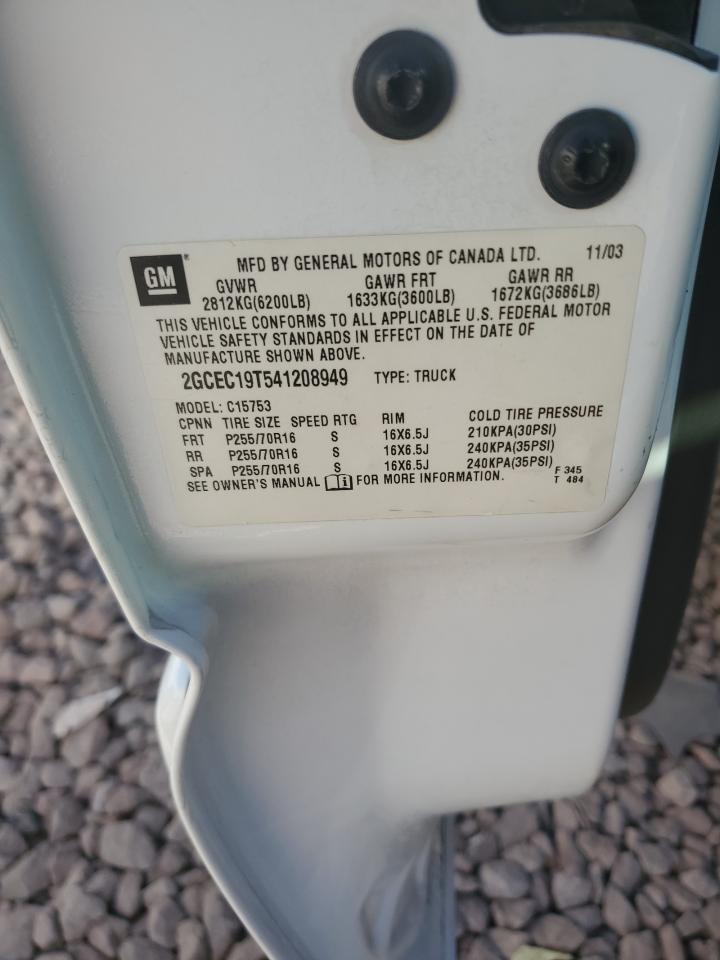 GM
MFD BY GENERAL MOTORS OF CANADA LTD. 11/03
GVWR GAWR FRT GAWR RR
2812KG(6200LB) 1633KG(3600LB) 1672KG(3686LB)
THIS VEHICLE CONFORMS TO ALL APPLICABLE U.S. FEDERAL MOTOR
VEHICLE SAFETY STANDARDS IN EFFECT ON THE DATE OF
MANUFACTURE SHOWN ABOVE.
2GCEC19T541208949 TYPE: TRUCK
MODEL: C15753
CPNN TIRE SIZE SPEED RTG RIM COLD TIRE PRESSURE
FRT P255/70R16 S 16X6.5J 210KPA(30PSI)
RR P255/70R16 S 16X6.5J 240KPA(35PSI)
SPA P255/70R16 S 16X6.5J 240KPA(35PSI) F 345
SEE OWNER'S MANUAL i FOR MORE INFORMATION. T 484